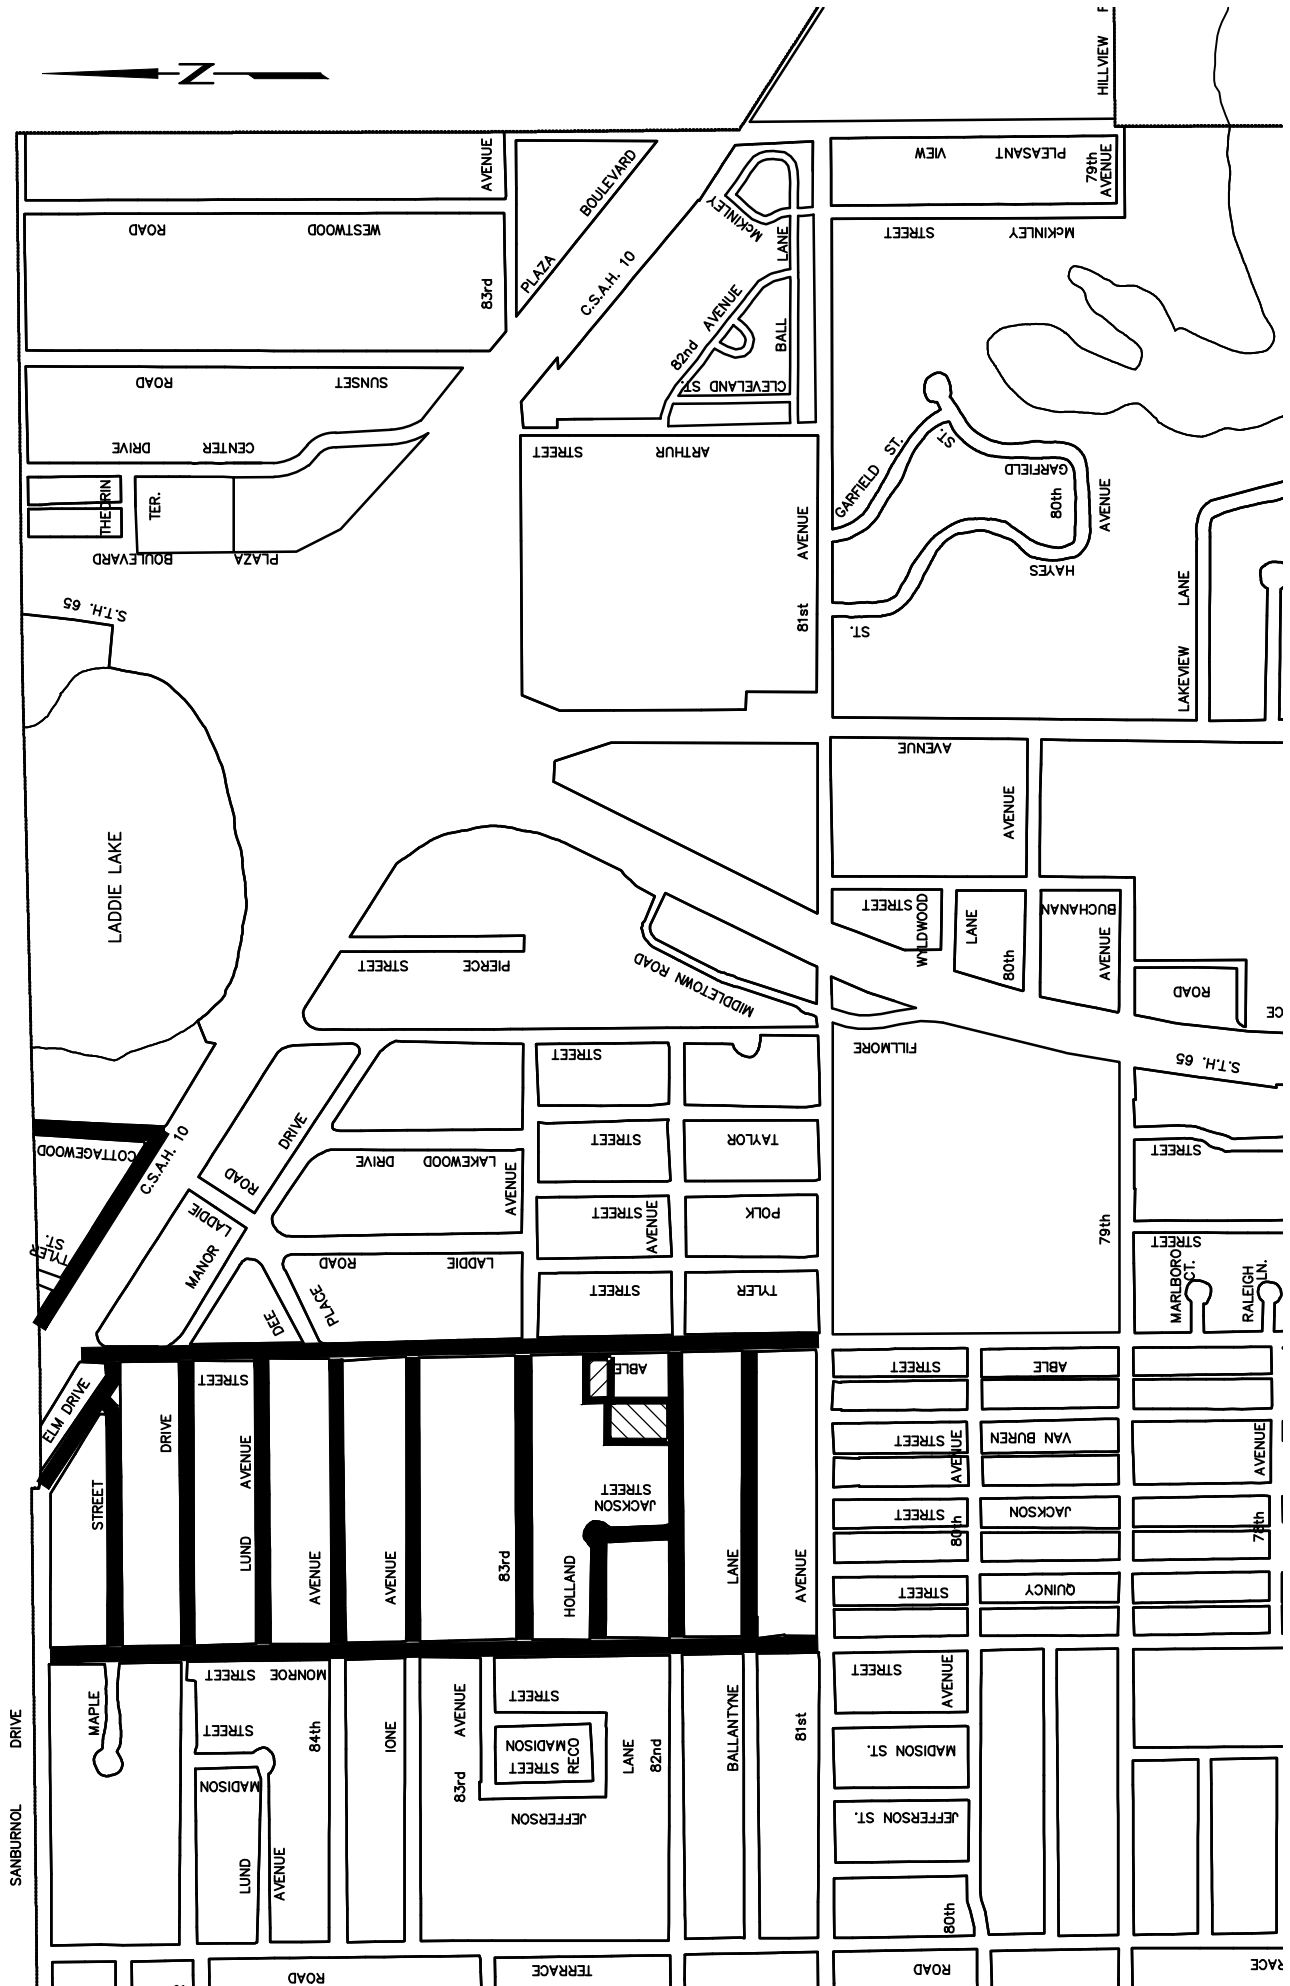 N
HILLVIEW
AVENUE
PLEASANT VIEW
79th AVENUE
WESTWOOD ROAD
83rd
PLAZA BOULEVARD
C.S.A.H. 10
McKINLEY
LANE
BALL
McKINLEY STREET
82nd AVENUE
CLEVELAND ST.
SUNSET ROAD
CENTER DRIVE
THEORIN
TER.
PLAZA BOULEVARD
ARTHUR STREET
GARFIELD ST.
GARFIELD
ST.
80th
AVENUE
HAYES
ST.
81st AVENUE
LAKEVIEW LANE
S.T.H. 65
LADDIE LAKE
AVENUE
AVENUE
STREET
WYLDWOOD
LANE
80th
BUCHANAN
AVENUE
ROAD
PIERCE STREET
MIDDLETOWN ROAD
FILLMORE
STREET
S.T.H. 65
COTTAGEWOOD
C.S.A.H. 10
TYLER
ST.
LADDIE
ROAD
DRIVE
MANOR
LAKEWOOD DRIVE
AVENUE
TAYLOR STREET
POLK STREET
AVENUE
LADDIE ROAD
DEE
PLACE
TYLER STREET
79th
STREET
STREET
MARLBORO
CT.
RALEIGH
LN.
ELM DRIVE
STREET
DRIVE
STREET
LUND AVENUE
AVENUE
AVENUE
83rd
ABLE
JACKSON
STREET
HOLLAND
LANE
AVENUE
ABLE STREET
VAN BUREN STREET
AVENUE
JACKSON STREET
80th
QUINCY STREET
AVENUE
78th
SANBURNOL DRIVE
MAPLE
MONROE STREET
STREET
MADISON
84th
LUND
AVENUE
IONE
83rd
AVENUE
STREET
MADISON
STREET
RECO
LANE
JEFFERSON
82nd
BALLANTYNE
81st
STREET
AVENUE
MADISON ST.
JEFFERSON ST.
80th
ROAD
TERRACE
ROAD